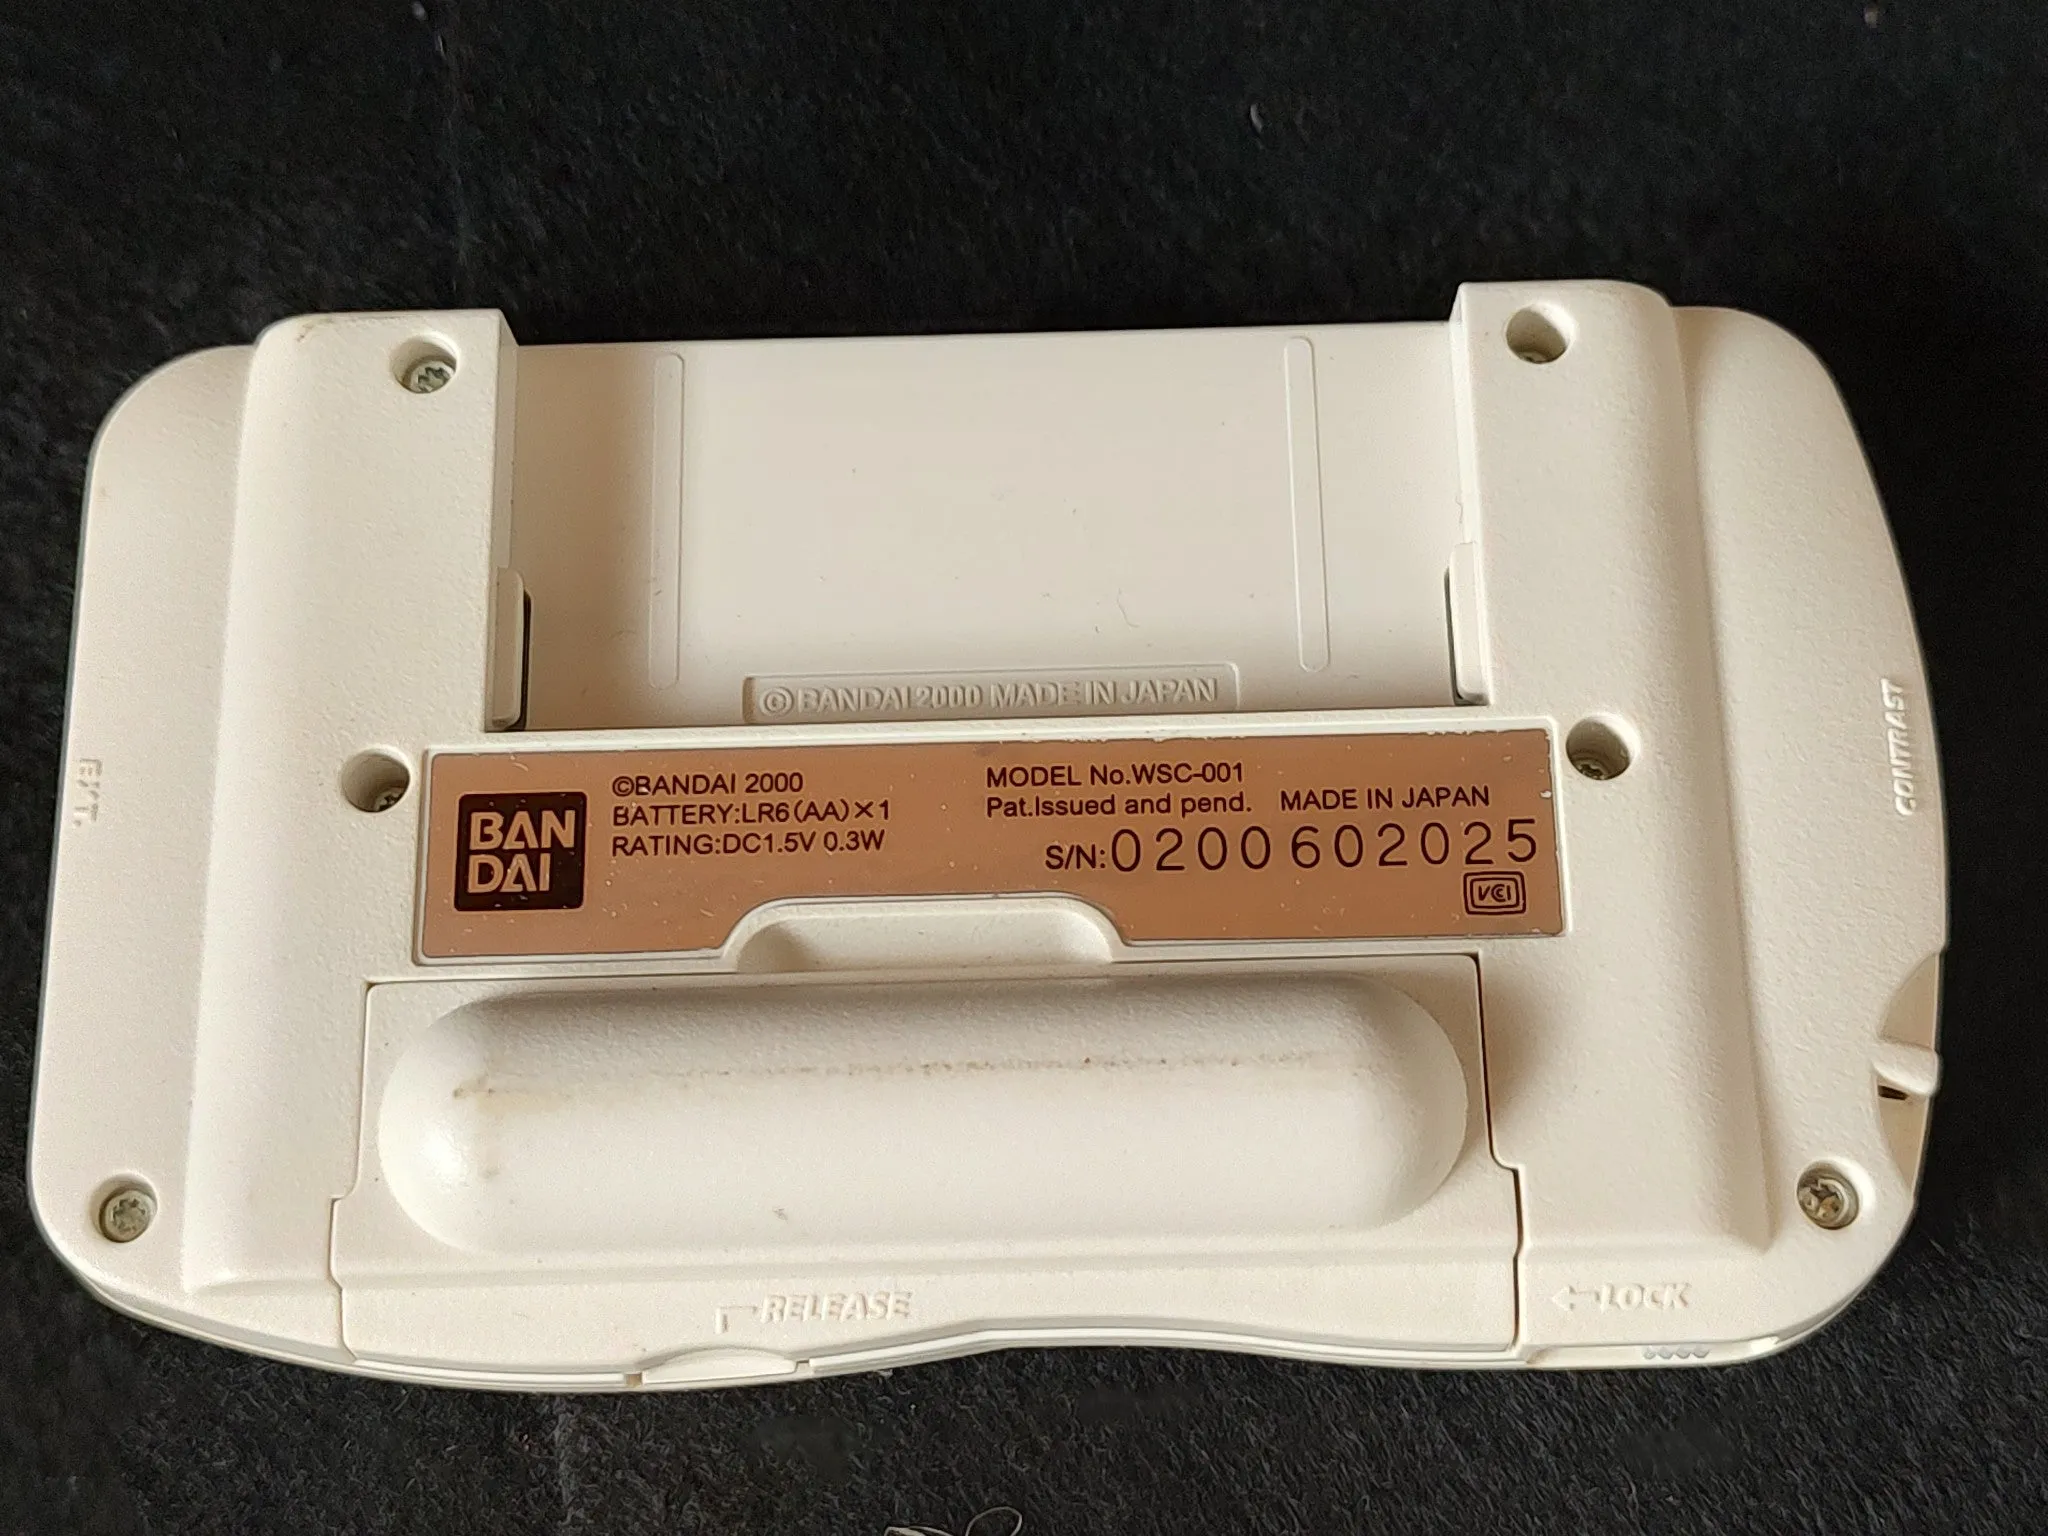 ©BANDAI 2000 MADE IN JAPAN
BAN
DAI
©BANDAI 2000
BATTERY:LR6(AA)×1
RATING:DC1.5V 0.3W
MODEL No.WSC-001
Pat.Issued and pend. MADE IN JAPAN
S/N:0200602025
VCI
EXT.
CONTRAST
RELEASE
←LOCK